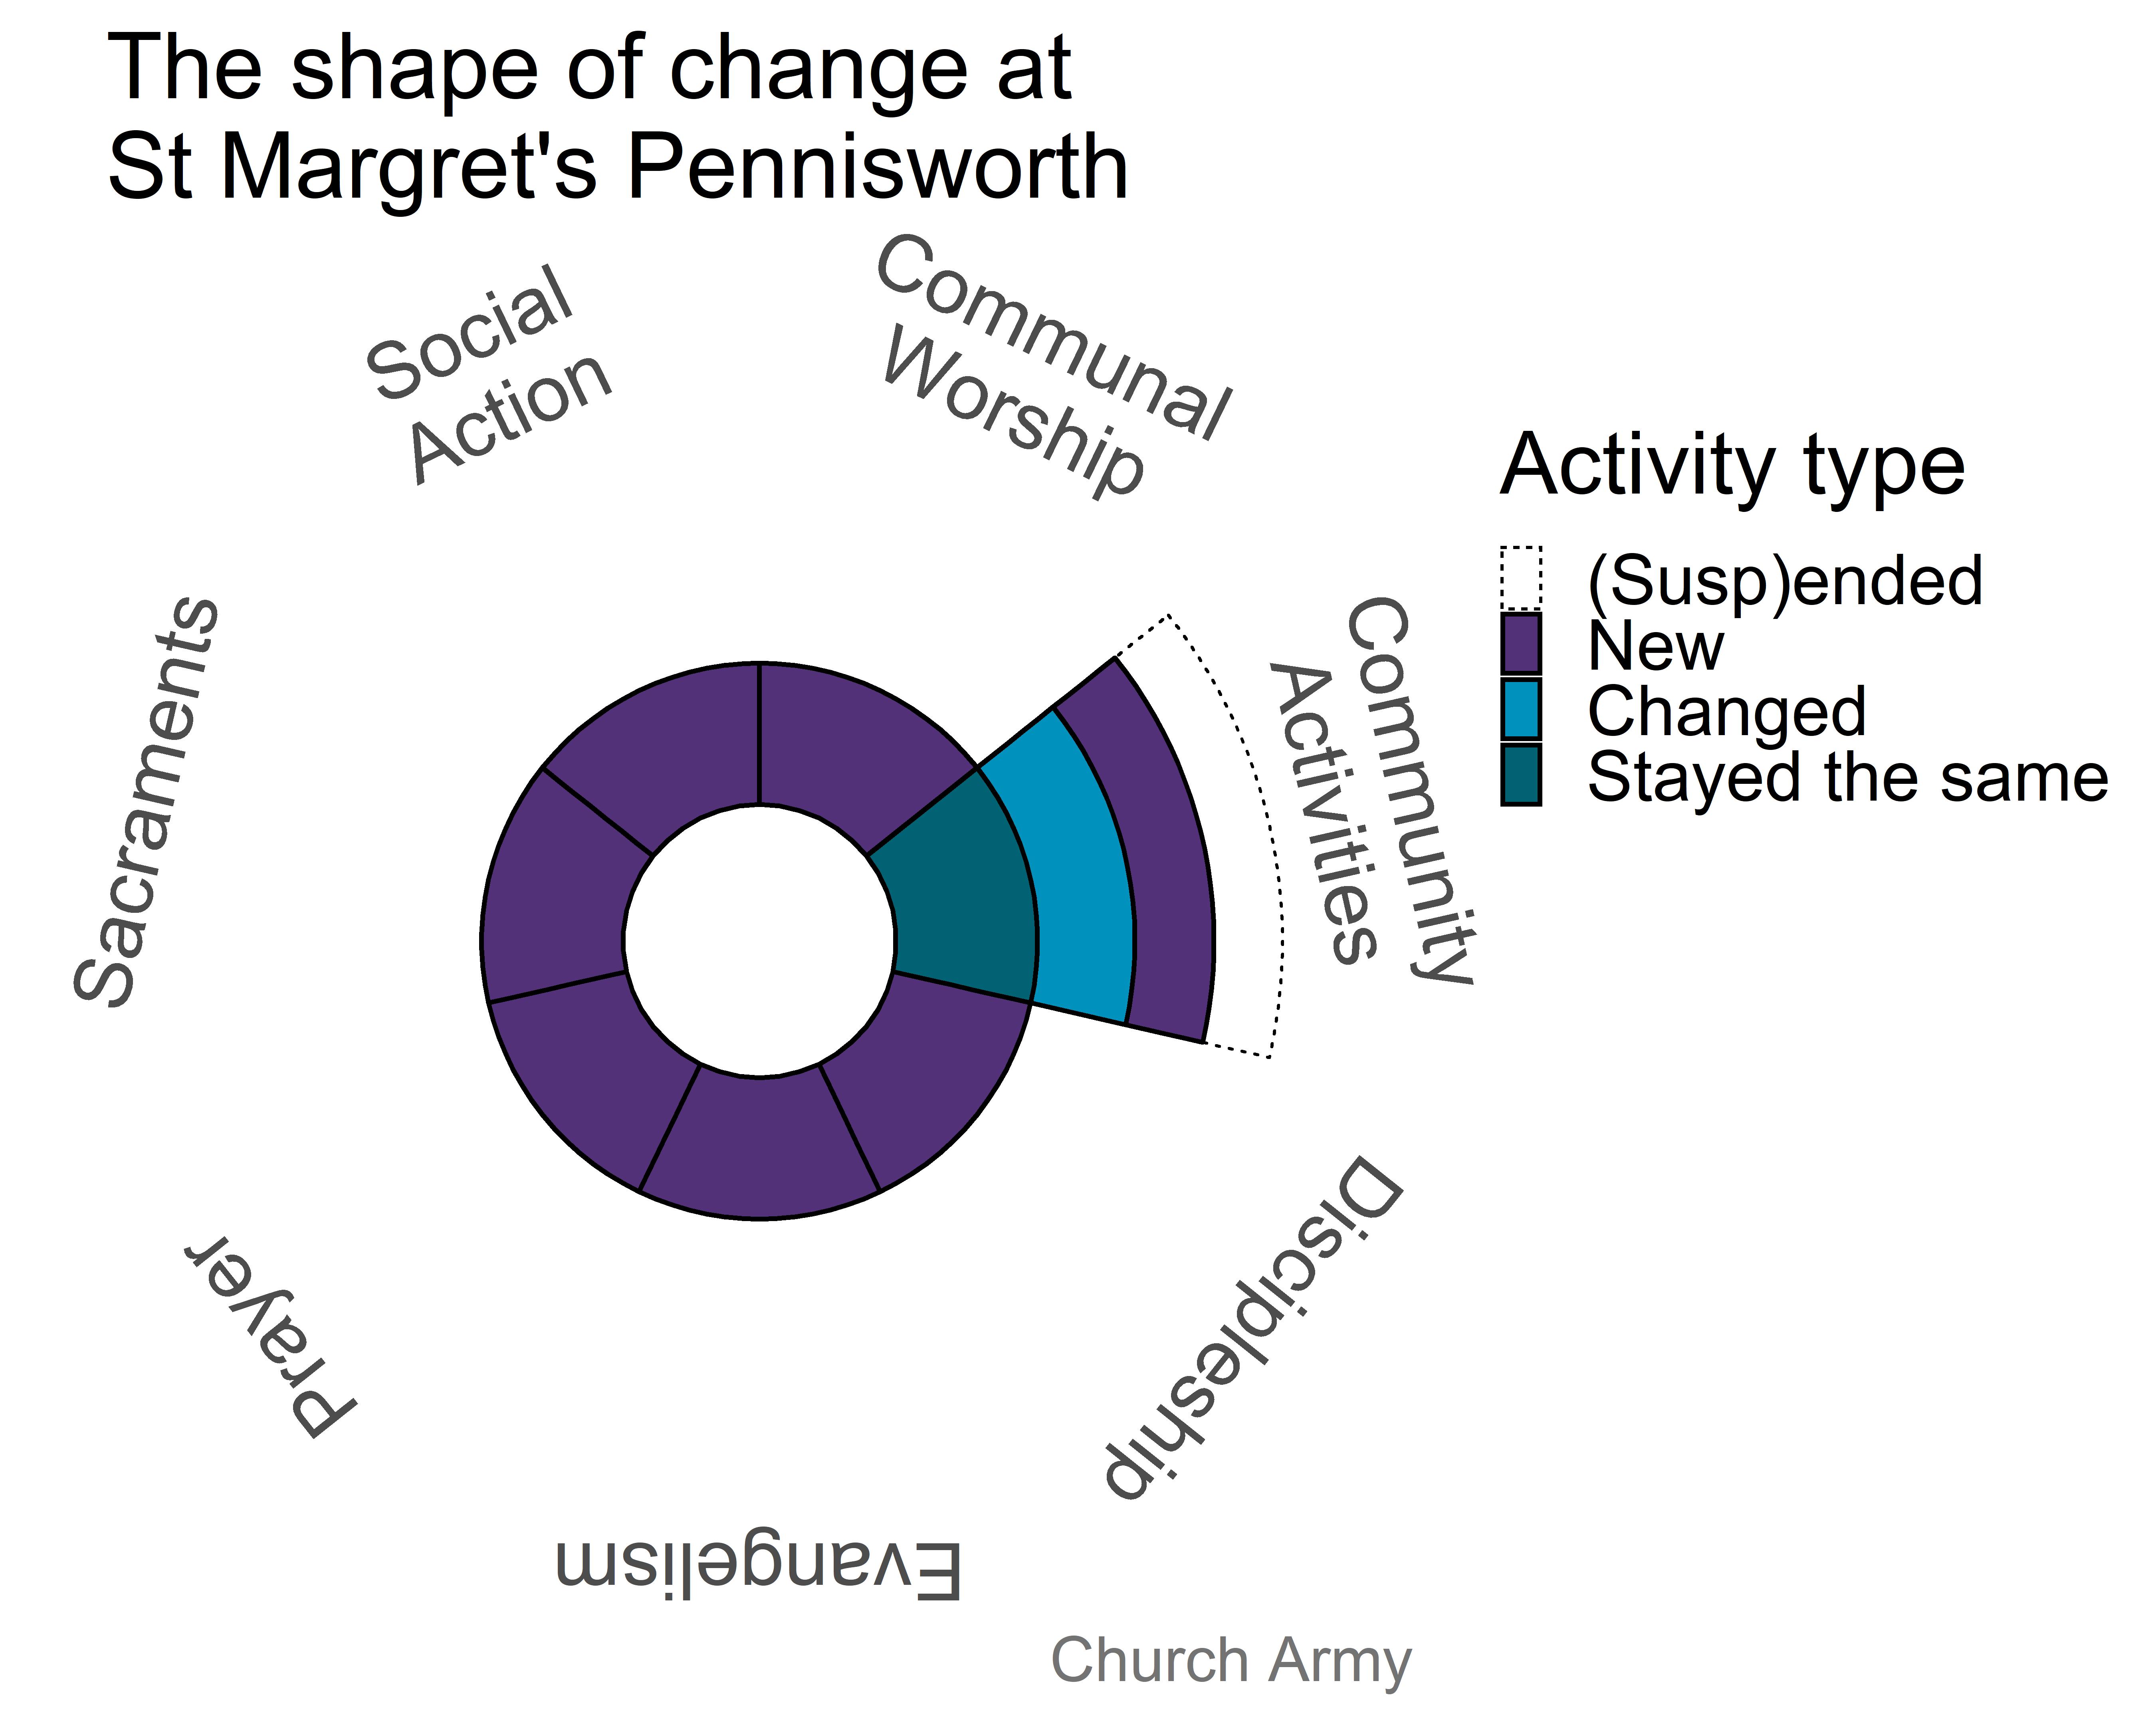 The shape of change at
St Margret's Pennisworth
Social
Action
Communal
Worship
Community
Activities
Sacraments
Prayer
Discipleship
Evangelism
Activity type
(Susp)ended
New
Changed
Stayed the same
Church Army